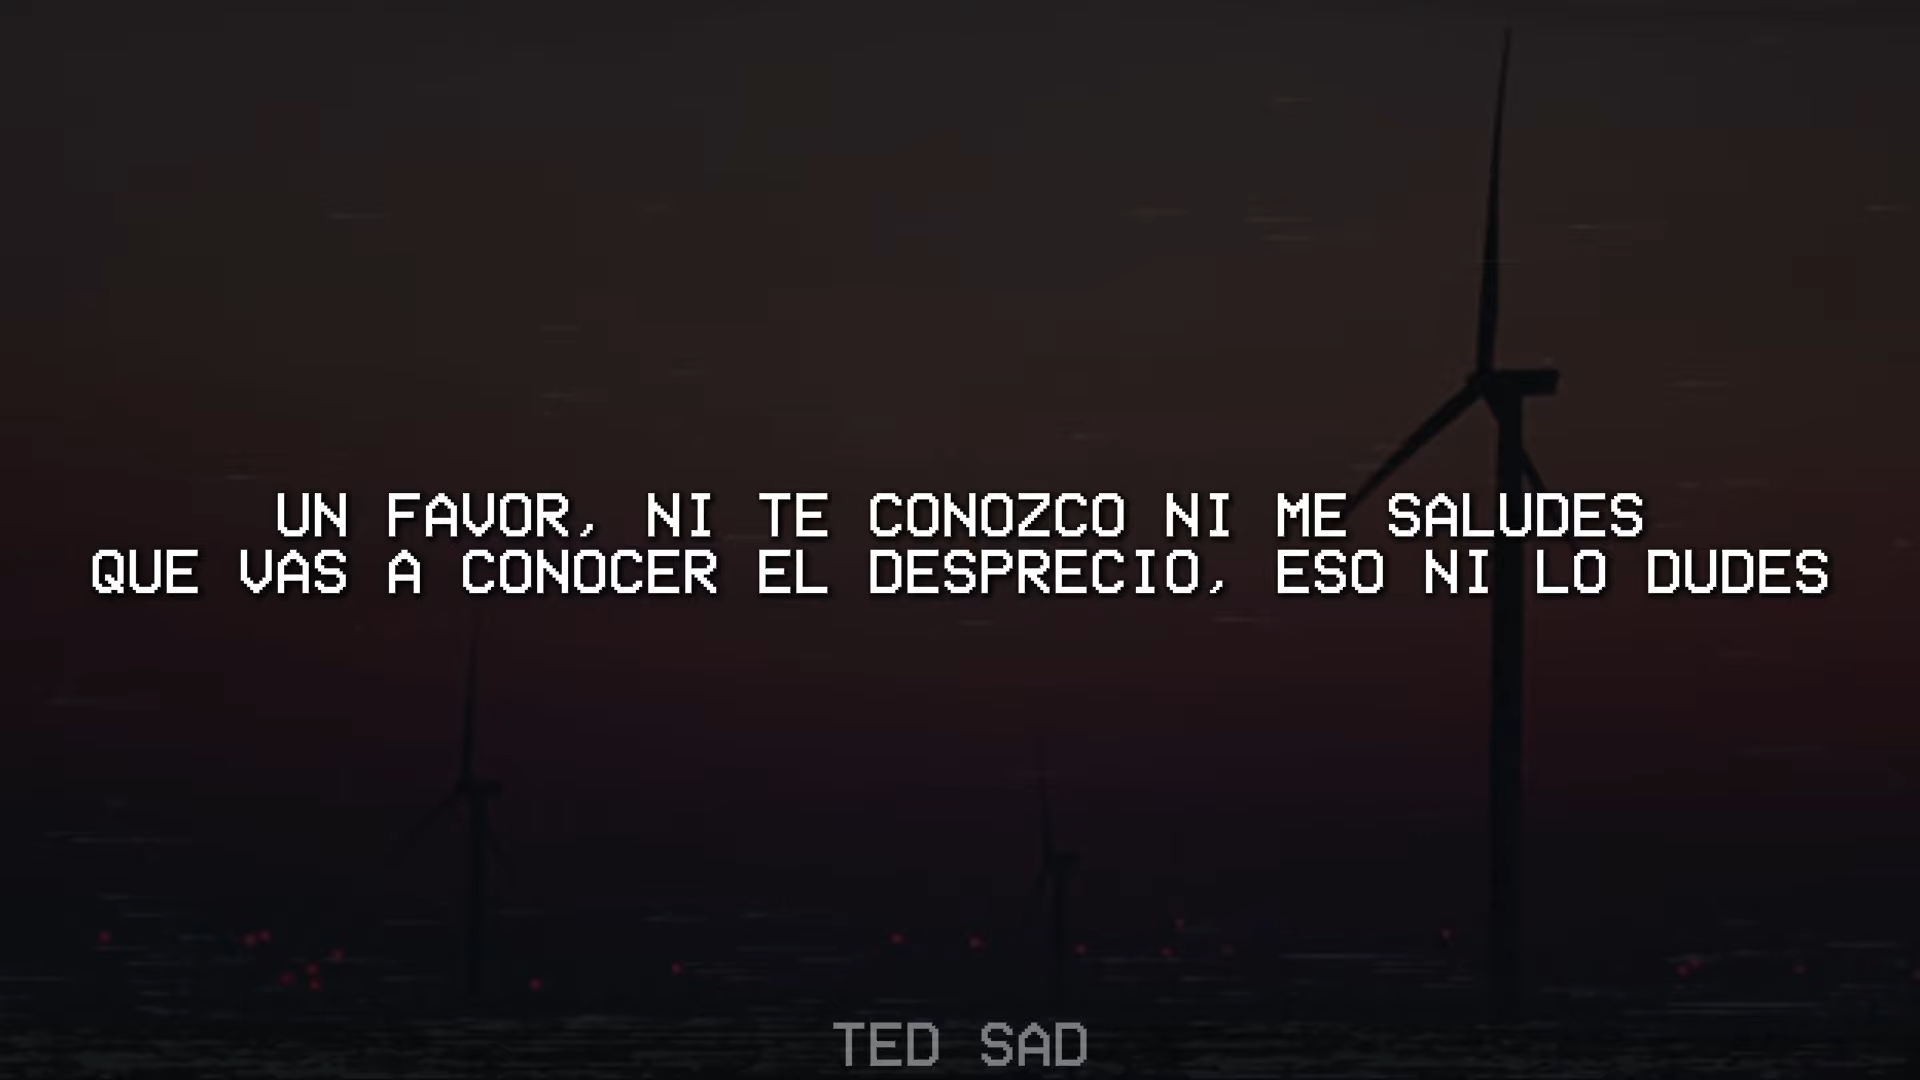 UN FAVOR, NI TE CONOZCO NI ME SALUDES
QUE VAS A CONOCER EL DESPRECIO, ESO NI LO DUDES
TED SAD